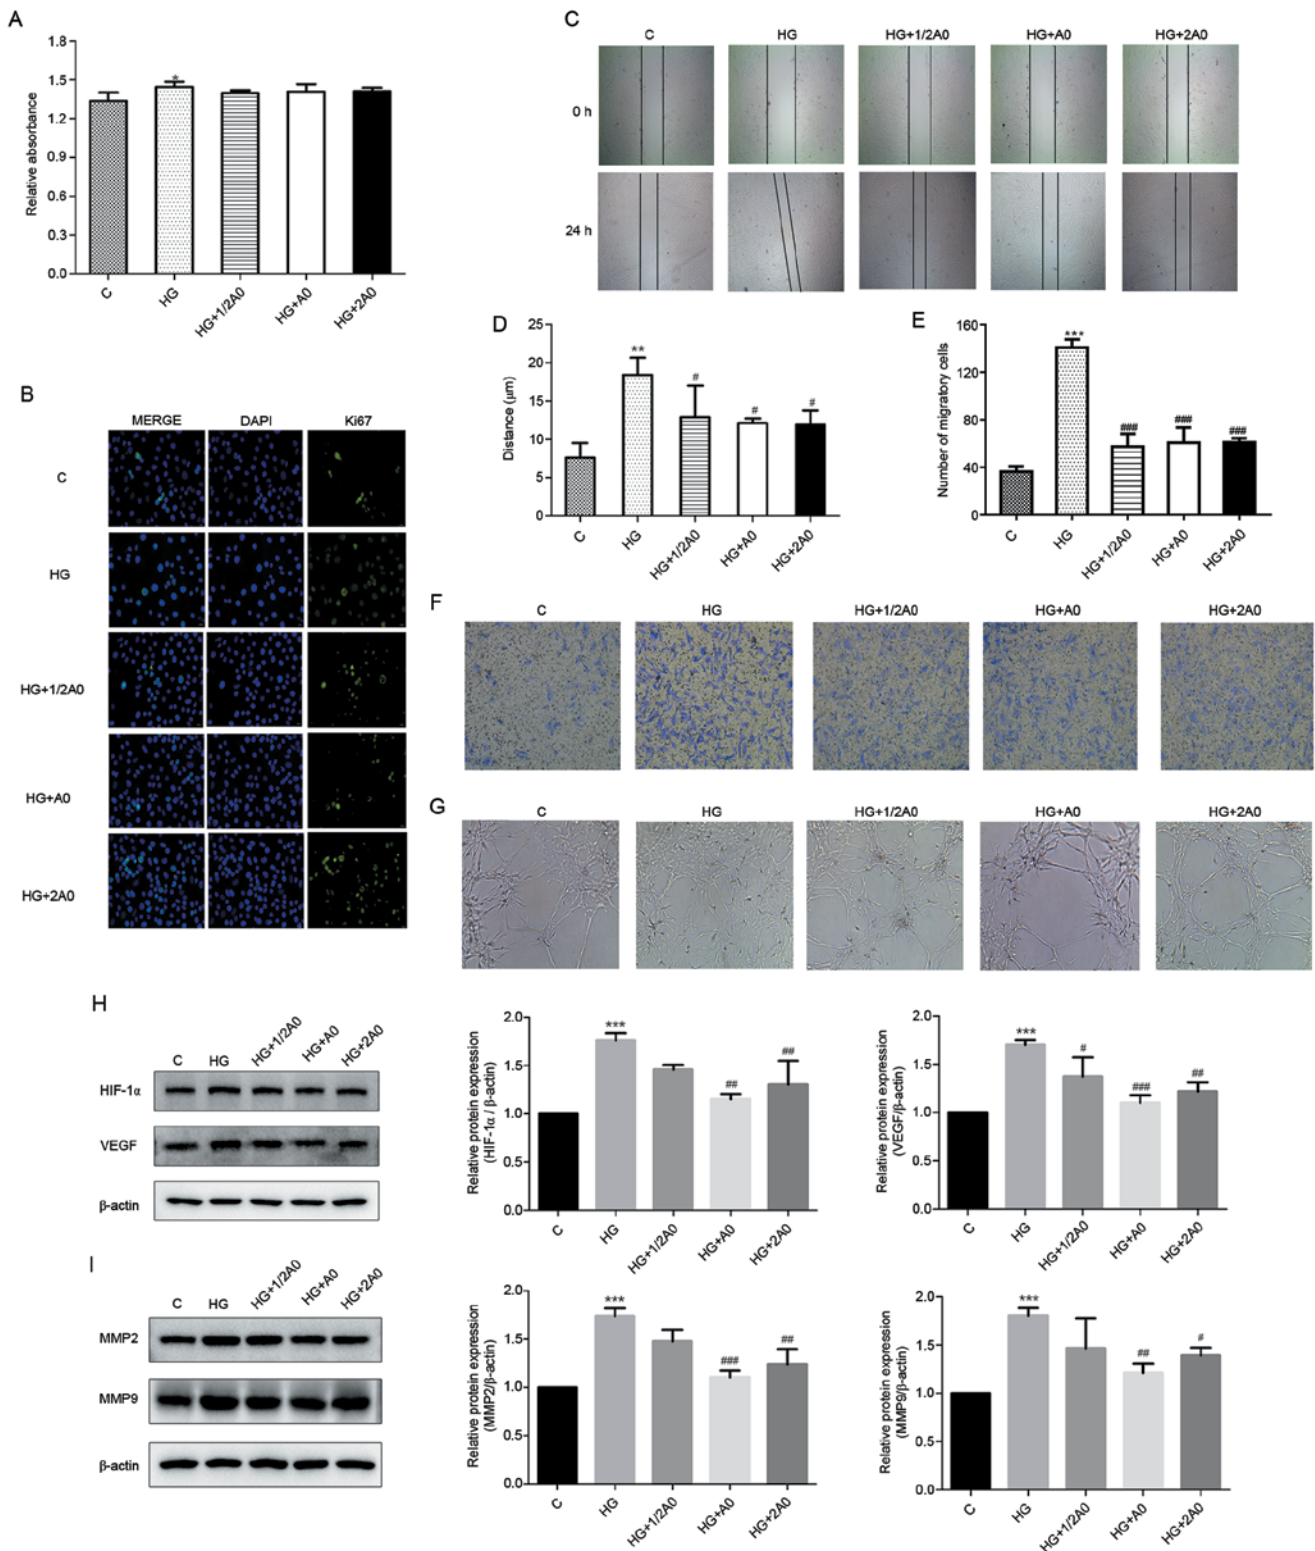 A
Relative absorbance
1.8
1.5
1.2
0.9
0.6
0.3
0.0
*
C
HG
HG+1/2A0
HG+A0
HG+2A0
B
MERGE DAPI Ki67
C
HG
HG+1/2A0
HG+A0
HG+2A0
C
C HG HG+1/2A0 HG+A0 HG+2A0
0 h
24 h
D
Distance (μm)
25
20
15
10
5
0
** # # #
C
HG
HG+1/2A0
HG+A0
HG+2A0
E
Number of migratory cells
160
120
80
40
0
*** ### ### ###
C
HG
HG+1/2A0
HG+A0
HG+2A0
F
C HG HG+1/2A0 HG+A0 HG+2A0
G
C HG HG+1/2A0 HG+A0 HG+2A0
H
C HG HG+1/2A0 HG+A0 HG+2A0
HIF-1α
VEGF
β-actin
Relative protein expression
(HIF-1α / β-actin)
2.0
1.5
1.0
0.5
0.0
*** ## ##
C
HG
HG+1/2A0
HG+A0
HG+2A0
Relative protein expression
(VEGF/β-actin)
2.0
1.5
1.0
0.5
0.0
*** # ### ##
C
HG
HG+1/2A0
HG+A0
HG+2A0
I
C HG HG+1/2A0 HG+A0 HG+2A0
MMP2
MMP9
β-actin
Relative protein expression
(MMP2/β-actin)
2.0
1.5
1.0
0.5
0.0
*** ### ##
C
HG
HG+1/2A0
HG+A0
HG+2A0
Relative protein expression
(MMP9/β-actin)
2.0
1.5
1.0
0.5
0.0
*** ## #
C
HG
HG+1/2A0
HG+A0
HG+2A0